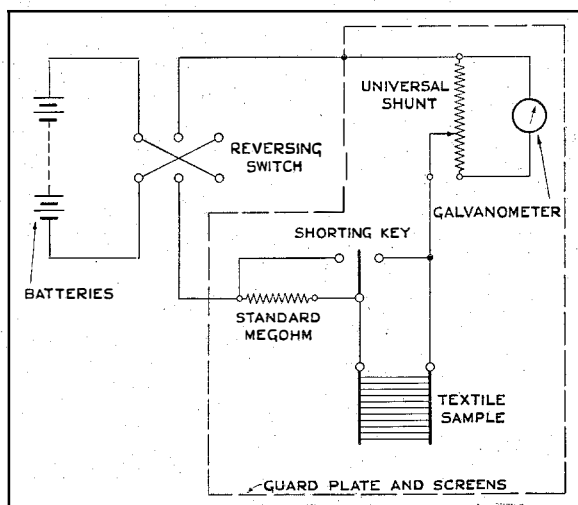 UNIVERSAL
SHUNT
REVERSING
SWITCH
GALVANOMETER
SHORTING KEY
BATTERIES
STANDARD
MEGOHM
TEXTILE
SAMPLE
GUARD PLATE AND SCREENS